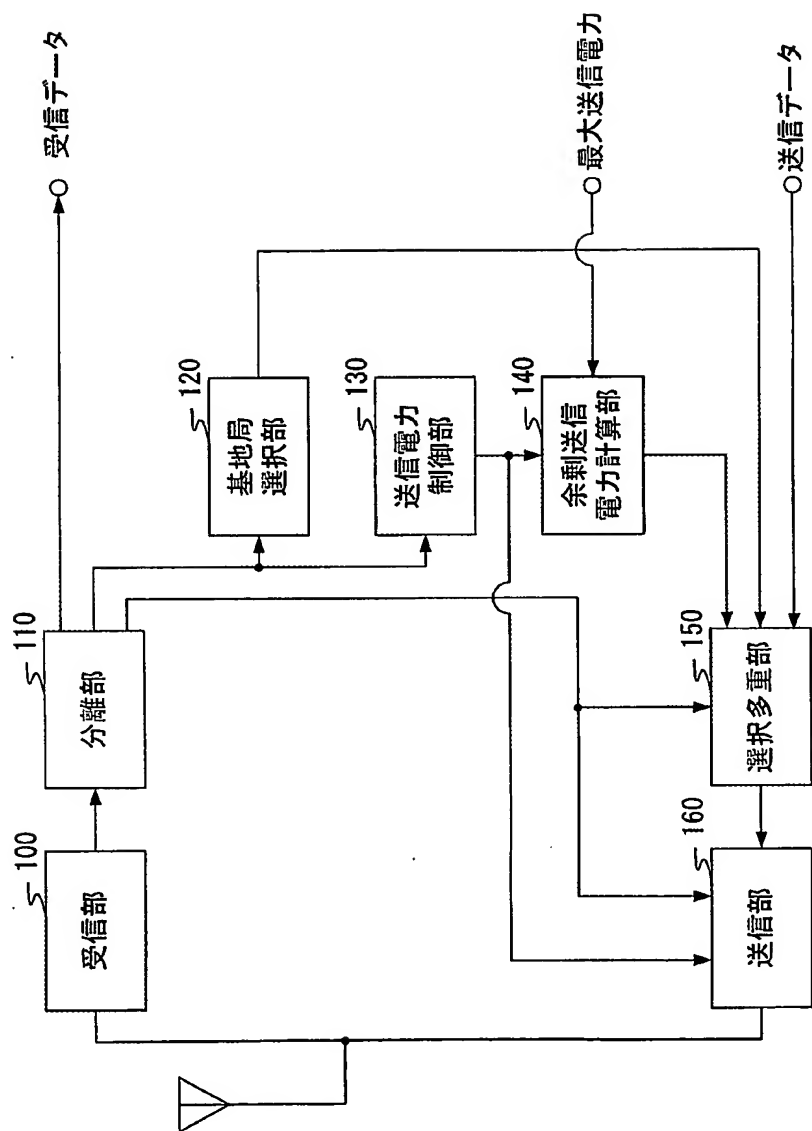 受信部
100
分離部
110
受信データ
基地局
選択部
120
送信電力
制御部
130
余剰送信
電力計算部
140
最大送信電力
送信部
160
選択多重部
150
送信データ